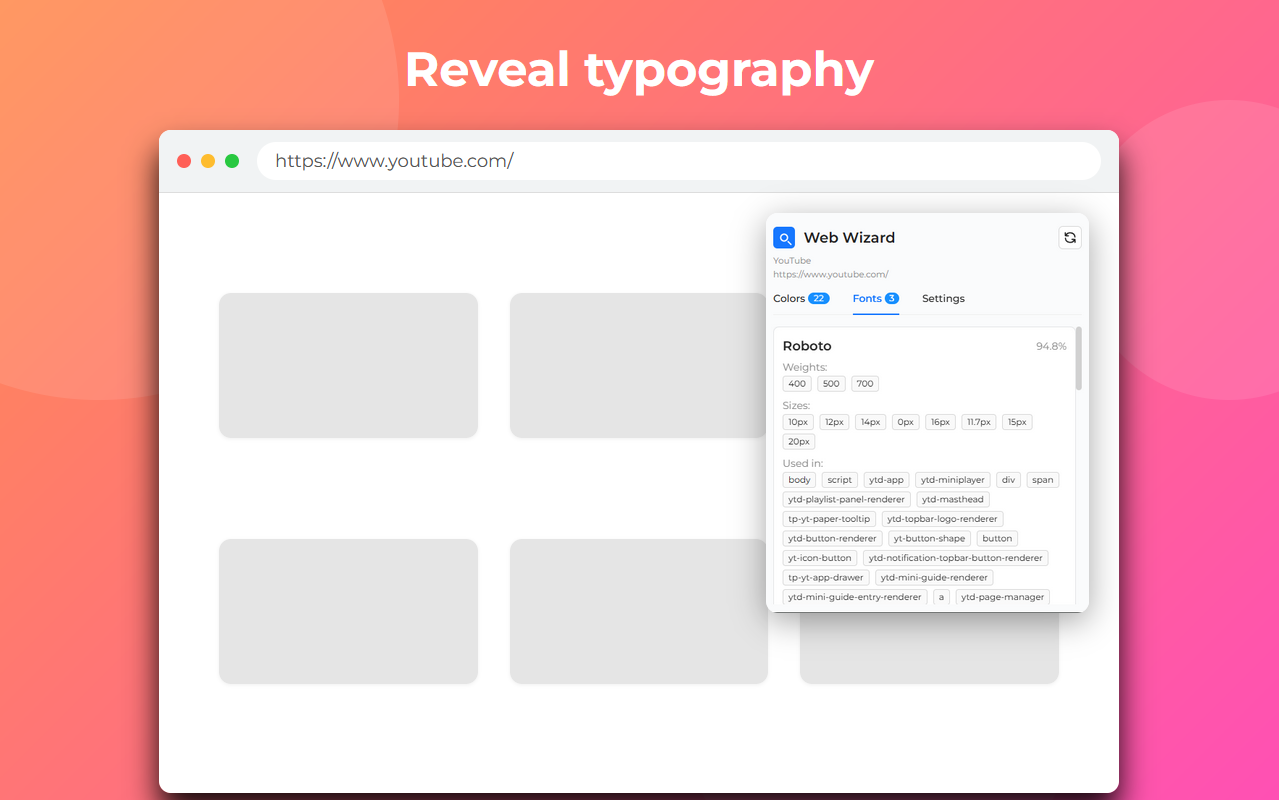 Reveal typography
https://www.youtube.com/
Web Wizard
YouTube
https://www.youtube.com/
Colors 22 Fonts 3 Settings
Roboto 94.8%
Weights:
400 500 700
Sizes:
10px 12px 14px 0px 16px 11.7px 15px
20px
Used in:
body script ytd-app ytd-miniplayer div span
ytd-playlist-panel-renderer ytd-masthead
tp-yt-paper-tooltip ytd-topbar-logo-renderer
ytd-button-renderer yt-button-shape button
yt-icon-button ytd-notification-topbar-button-renderer
tp-yt-app-drawer ytd-mini-guide-renderer
ytd-mini-guide-entry-renderer a ytd-page-manager